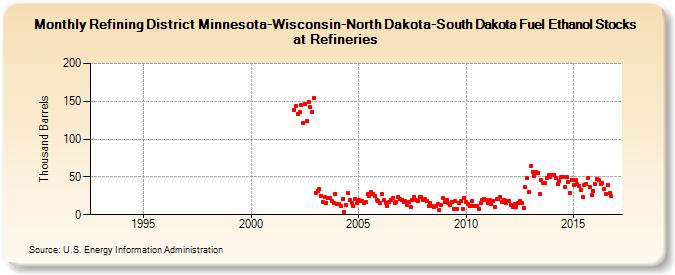 Monthly Refining District Minnesota-Wisconsin-North Dakota-South Dakota Fuel Ethanol Stocks
at Refineries
Thousand Barrels
200
150
100
50
0
1995
2000
2005
2010
2015
Source: U.S. Energy Information Administration